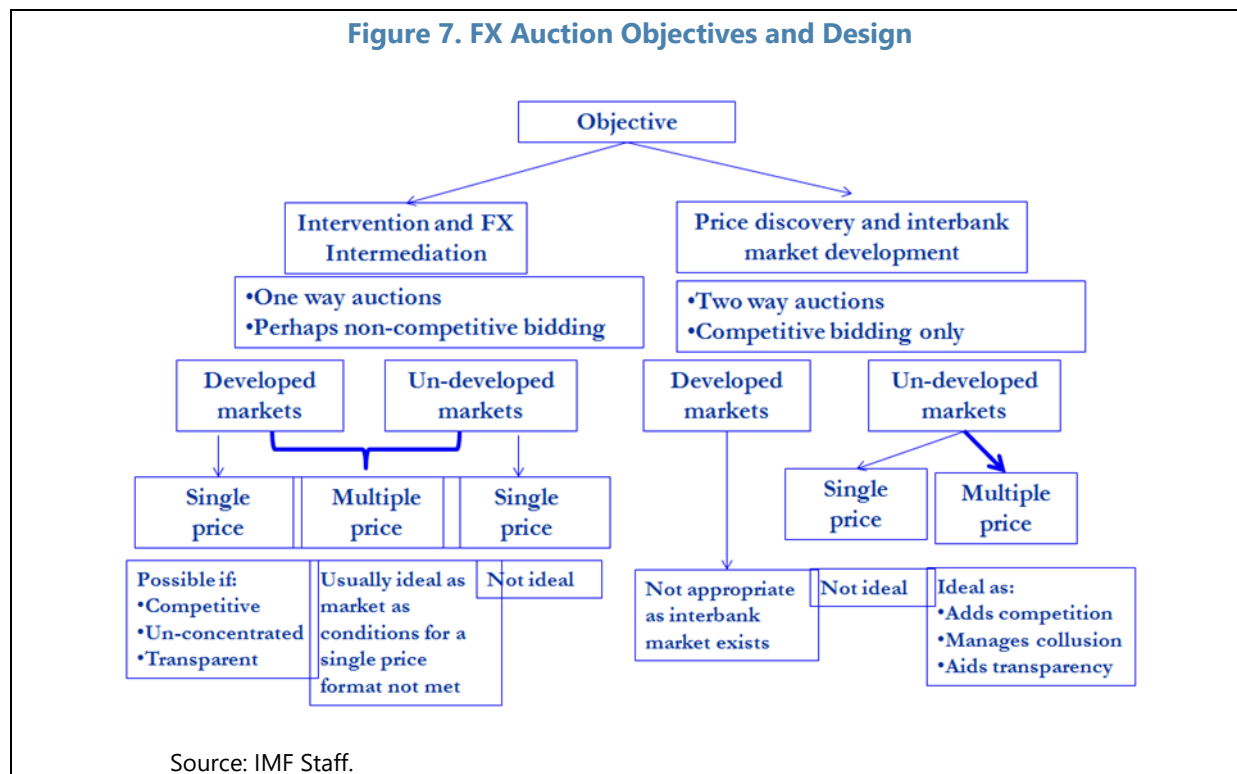 Figure 7. FX Auction Objectives and Design
Objective
Intervention and FX
Intermediation
•One way auctions
•Perhaps non-competitive bidding
Price discovery and interbank
market development
•Two way auctions
•Competitive bidding only
Developed
markets
Un-developed
markets
Developed
markets
Un-developed
markets
Single
price
Multiple
price
Single
price
Single
price
Multiple
price
Possible if:
•Competitive
•Un-concentrated
•Transparent
Usually ideal as
market as
conditions for a
single price
format not met
Not ideal
Not appropriate
as interbank
market exists
Not ideal
Ideal as:
•Adds competition
•Manages collusion
•Aids transparency
Source: IMF Staff.